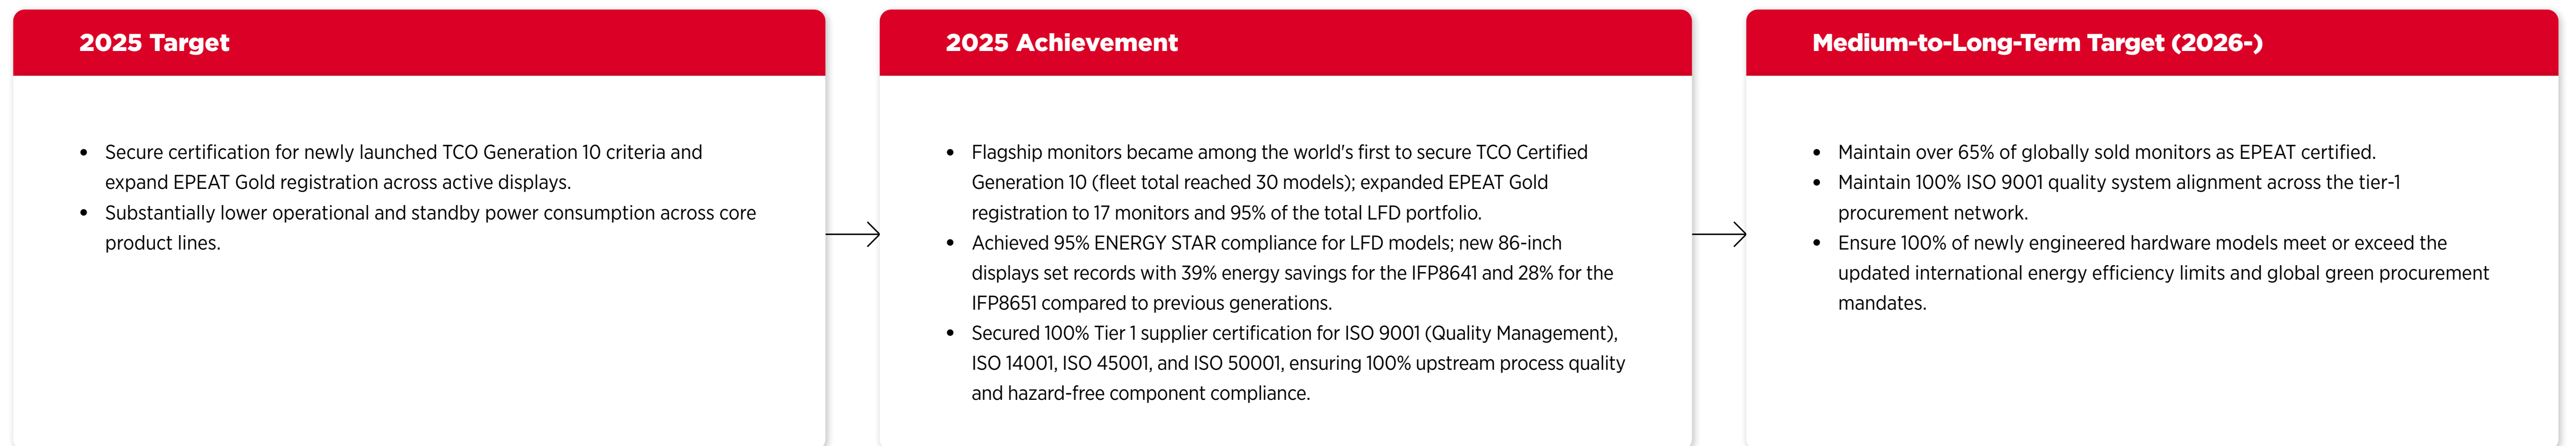 2025 Target
• Secure certification for newly launched TCO Generation 10 criteria and
expand EPEAT Gold registration across active displays.
• Substantially lower operational and standby power consumption across core
product lines.
2025 Achievement
• Flagship monitors became among the world's first to secure TCO Certified
Generation 10 (fleet total reached 30 models); expanded EPEAT Gold
registration to 17 monitors and 95% of the total LFD portfolio.
• Achieved 95% ENERGY STAR compliance for LFD models; new 86-inch
displays set records with 39% energy savings for the IFP8641 and 28% for the
IFP8651 compared to previous generations.
• Secured 100% Tier 1 supplier certification for ISO 9001 (Quality Management),
ISO 14001, ISO 45001, and ISO 50001, ensuring 100% upstream process quality
and hazard-free component compliance.
Medium-to-Long-Term Target (2026-)
• Maintain over 65% of globally sold monitors as EPEAT certified.
• Maintain 100% ISO 9001 quality system alignment across the tier-1
procurement network.
• Ensure 100% of newly engineered hardware models meet or exceed the
updated international energy efficiency limits and global green procurement
mandates.